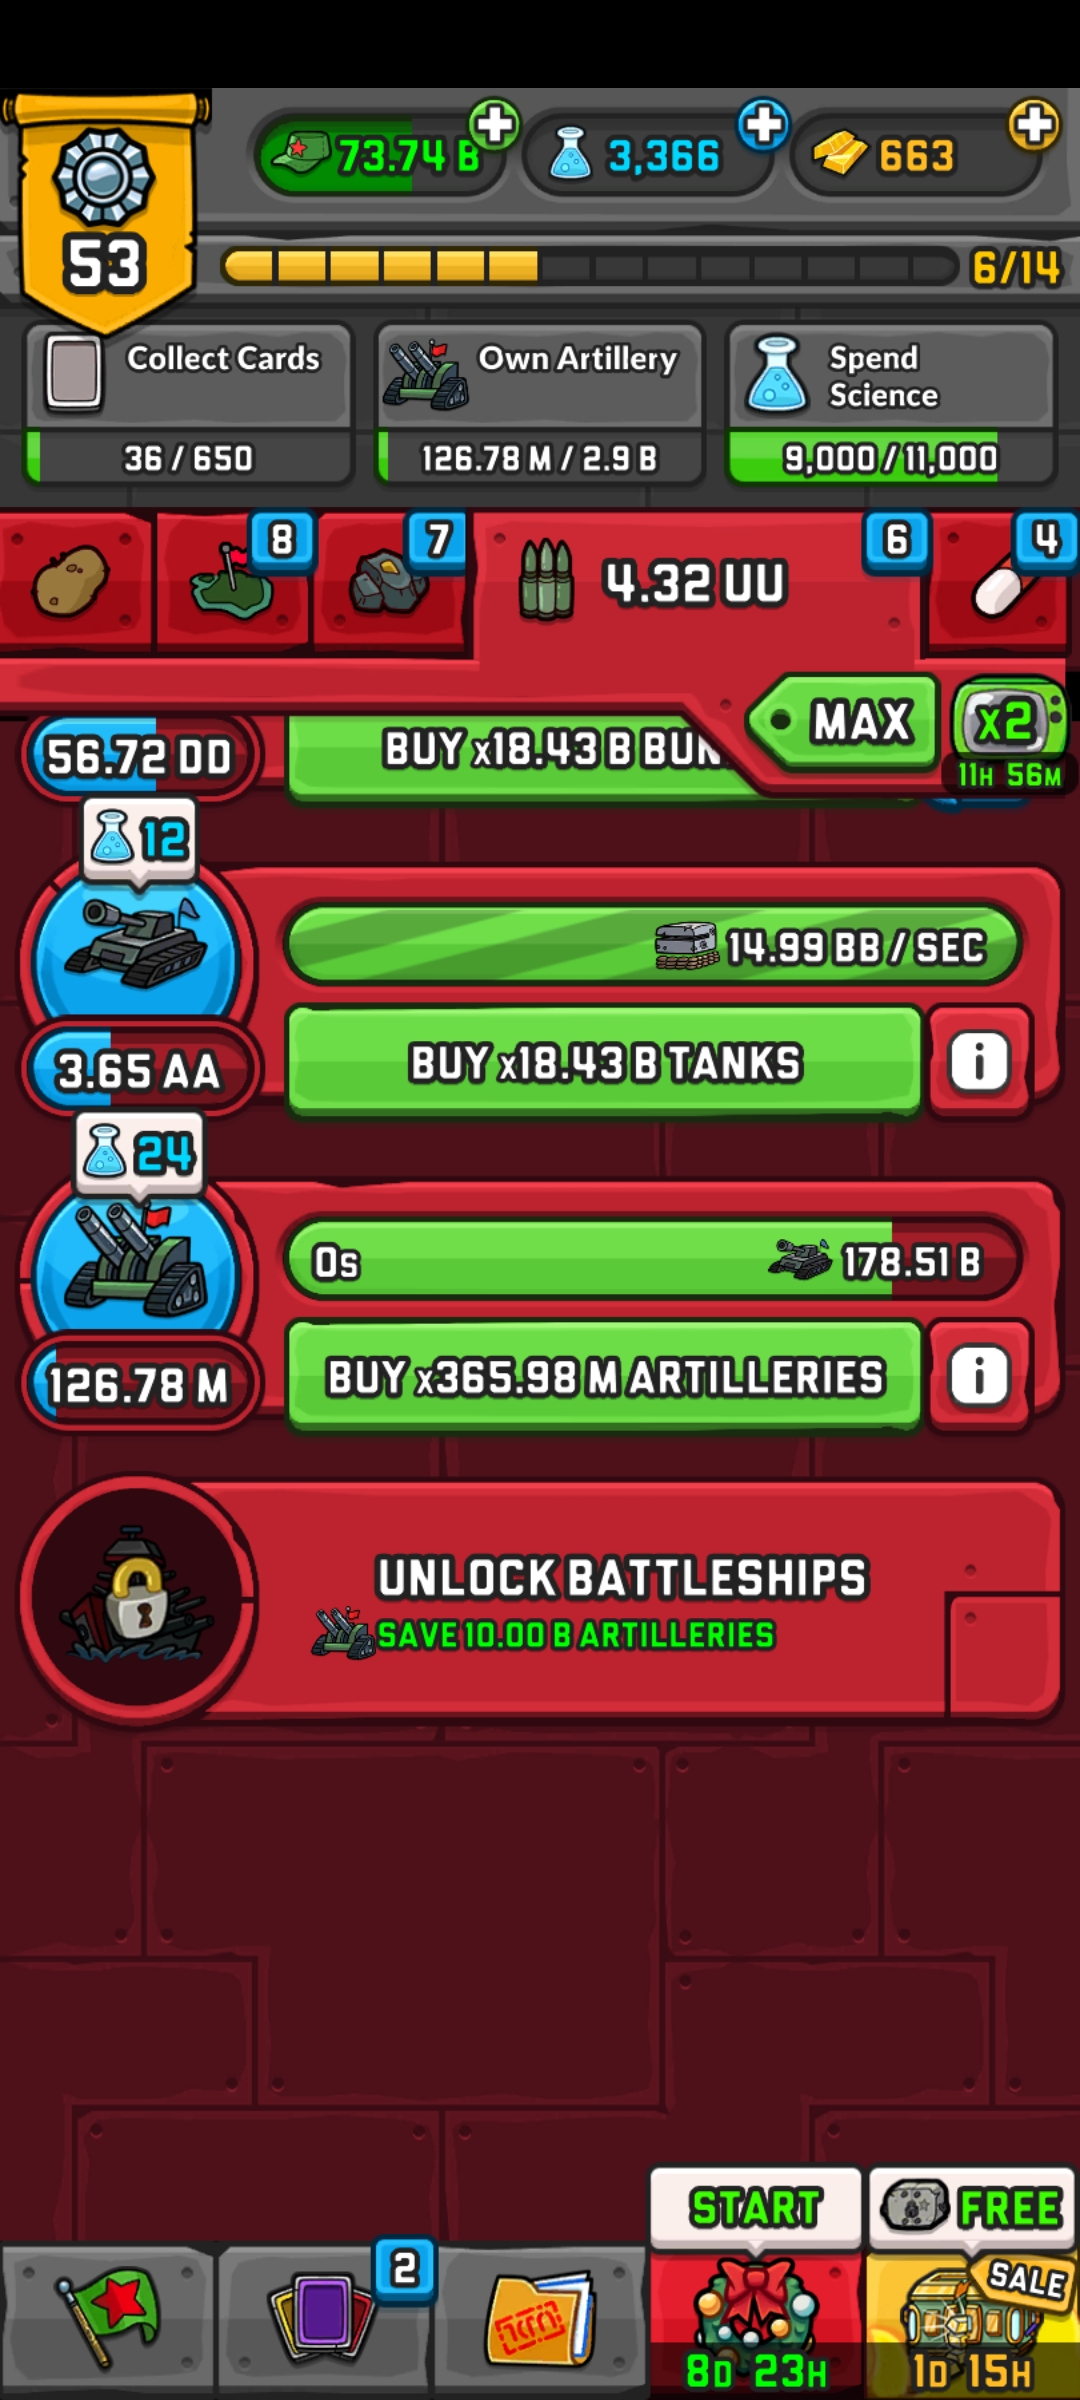 73.74 B
3,366
663
53
6/14
Collect Cards
36 / 650
Own Artillery
126.78 M / 2.9 B
Spend
Science
9,000 / 11,000
8
7
4.32 UU
6
4
MAX
x2
11H 56M
56.72 DD
BUY x18.43 B BUN
12
14.99 BB / SEC
3.65 AA
BUY x18.43 B TANKS
24
0s
178.51 B
126.78 M
BUY x365.98 M ARTILLERIES
UNLOCK BATTLESHIPS
SAVE 10.00 B ARTILLERIES
START
FREE
2
SALE
8D 23H
1D 15H